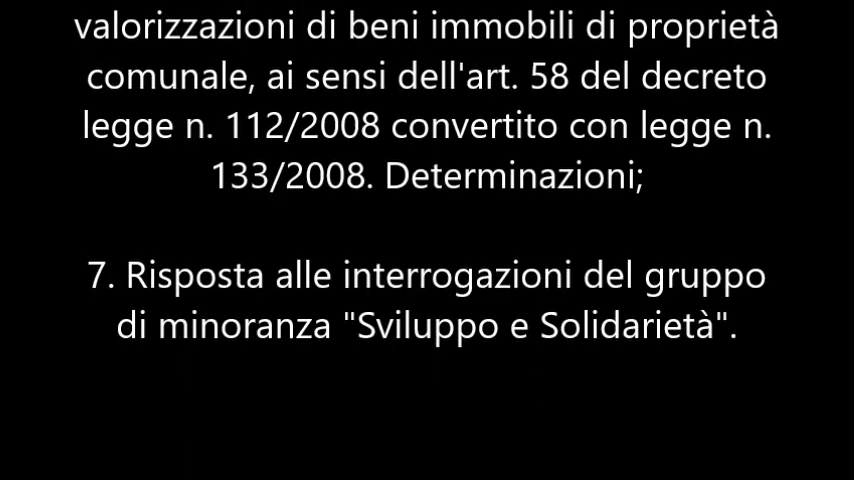 valorizzazioni di beni immobili di proprietà
comunale, ai sensi dell'art. 58 del decreto
legge n. 112/2008 convertito con legge n.
133/2008. Determinazioni;
7. Risposta alle interrogazioni del gruppo
di minoranza "Sviluppo e Solidarietà".